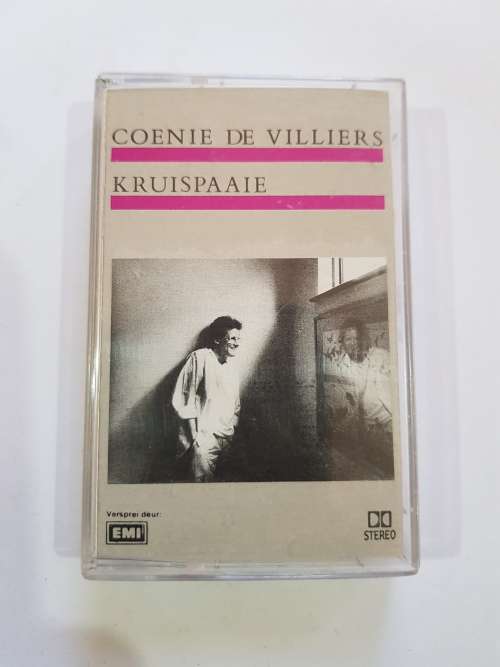 COENIE DE VILLIERS
KRUISPAAIE
Versprei deur:
EMI
STEREO